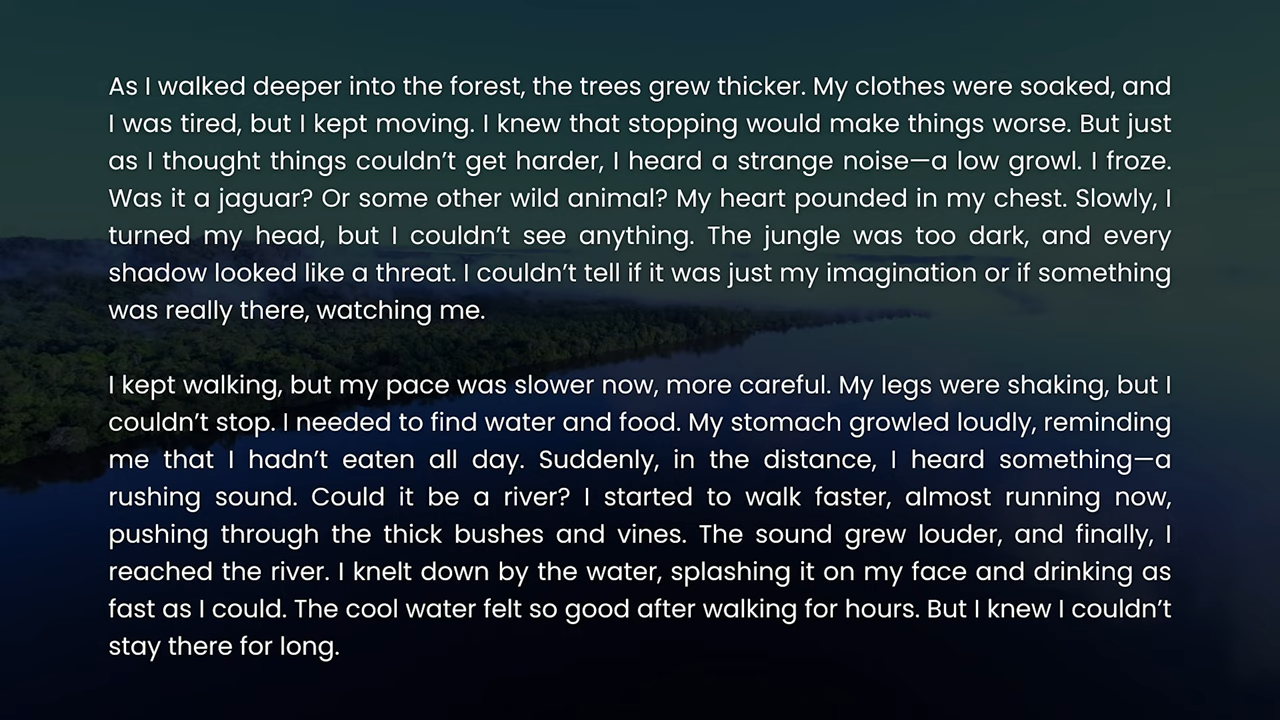 As I walked deeper into the forest, the trees grew thicker. My clothes were soaked, and
I was tired, but I kept moving. I knew that stopping would make things worse. But just
as I thought things couldn’t get harder, I heard a strange noise—a low growl. I froze.
Was it a jaguar? Or some other wild animal? My heart pounded in my chest. Slowly, I
turned my head, but I couldn’t see anything. The jungle was too dark, and every
shadow looked like a threat. I couldn’t tell if it was just my imagination or if something
was really there, watching me.
I kept walking, but my pace was slower now, more careful. My legs were shaking, but I
couldn’t stop. I needed to find water and food. My stomach growled loudly, reminding
me that I hadn’t eaten all day. Suddenly, in the distance, I heard something—a
rushing sound. Could it be a river? I started to walk faster, almost running now,
pushing through the thick bushes and vines. The sound grew louder, and finally, I
reached the river. I knelt down by the water, splashing it on my face and drinking as
fast as I could. The cool water felt so good after walking for hours. But I knew I couldn’t
stay there for long.